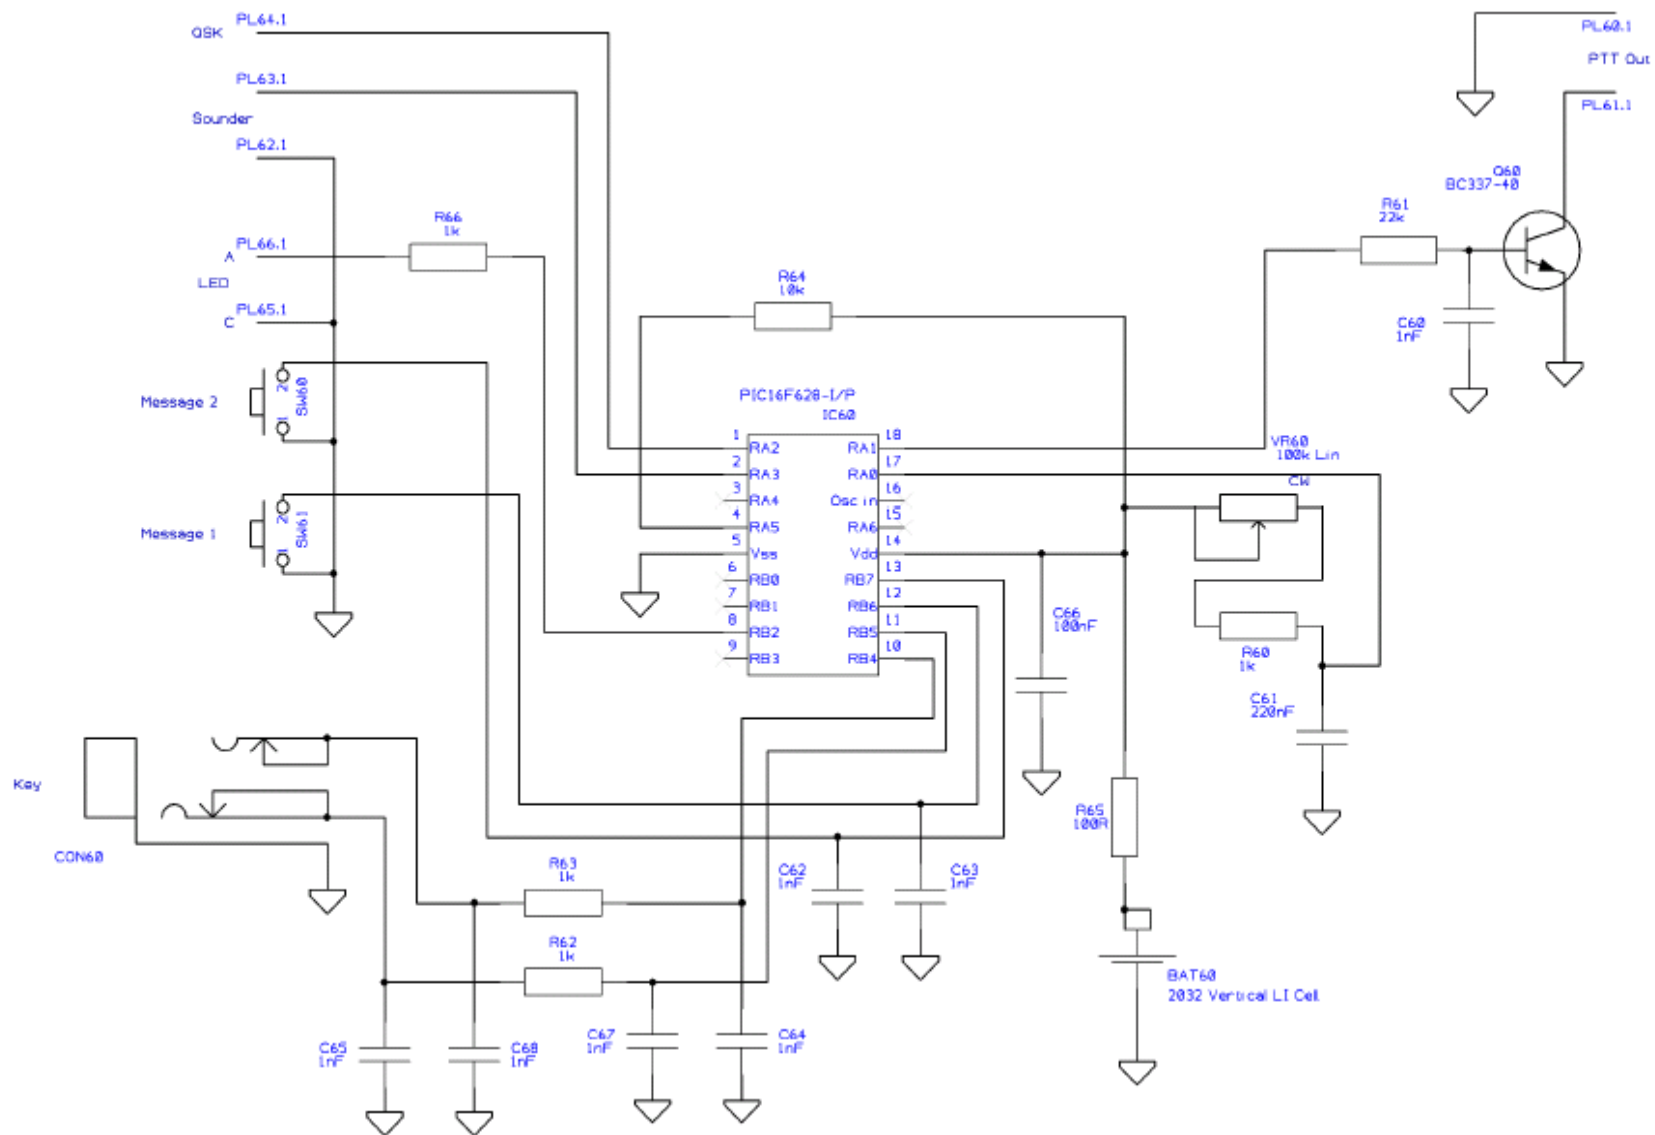 PL64.1
QSK
PL63.1
Sounder
PL62.1
PL60.1
PTT Out
PL61.1
Q60
BC337-40
R61
22k
C60
1nF
R66
1k
PL66.1
A
LED
PL65.1
C
R64
10k
Message 2
2
1
SW60
Message 1
2
1
SW61
PIC16F628-I/P
IC60
1 RA2 RA1 18
2 RA3 RA0 17
3 RA4 Osc in 16
4 RA5 RA6 15
5 Vss Vdd 14
6 RB0 RB7 13
7 RB1 RB6 12
8 RB2 RB5 11
9 RB3 RB4 10
VR60
100k Lin
CW
R60
1k
C61
220nF
C66
100nF
R65
100R
BAT60
2032 Vertical LI Cell
Key
CON60
R63
1k
R62
1k
C62
1nF
C63
1nF
C65
1nF
C68
1nF
C67
1nF
C64
1nF